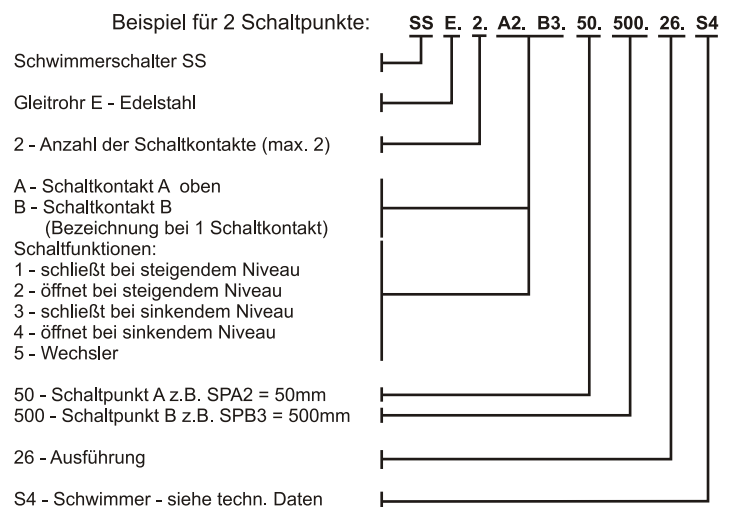 Beispiel für 2 Schaltpunkte: SS E. 2. A2. B3. 50. 500. 26. S4
Schwimmerschalter SS
Gleitrohr E - Edelstahl
2 - Anzahl der Schaltkontakte (max. 2)
A - Schaltkontakt A oben
B - Schaltkontakt B
(Bezeichnung bei 1 Schaltkontakt)
Schaltfunktionen:
1 - schließt bei steigendem Niveau
2 - öffnet bei steigendem Niveau
3 - schließt bei sinkendem Niveau
4 - öffnet bei sinkendem Niveau
5 - Wechsler
50 - Schaltpunkt A z.B. SPA2 = 50mm
500 - Schaltpunkt B z.B. SPB3 = 500mm
26 - Ausführung
S4 - Schwimmer - siehe techn. Daten